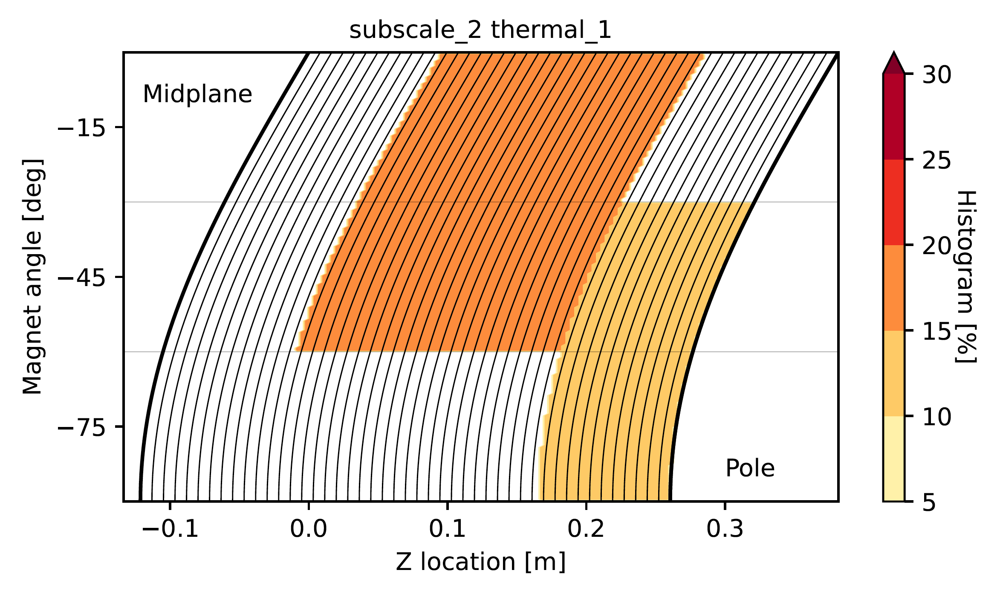 subscale_2 thermal_1
Midplane
Pole
Magnet angle [deg]
−15
−45
−75
−0.1
0.0
0.1
0.2
0.3
Z location [m]
30
25
20
15
10
5
Histogram [%]